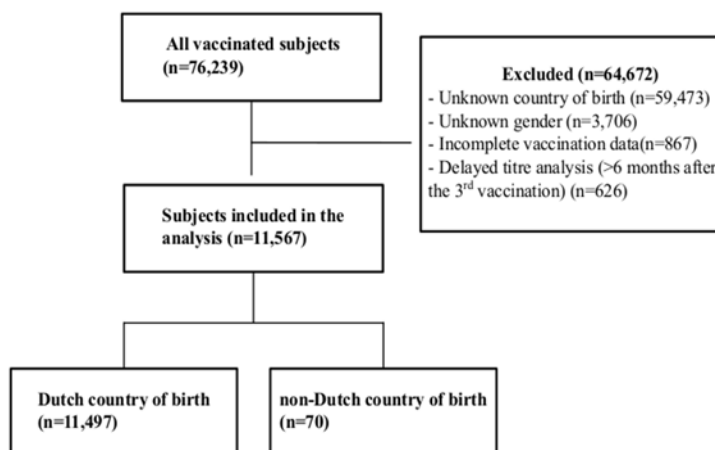 All vaccinated subjects
(n=76,239)
Excluded (n=64,672)
- Unknown country of birth (n=59,473)
- Unknown gender (n=3,706)
- Incomplete vaccination data(n=867)
- Delayed titre analysis (>6 months after
the 3rd vaccination) (n=626)
Subjects included in the
analysis (n=11,567)
Dutch country of birth
(n=11,497)
non-Dutch country of birth
(n=70)